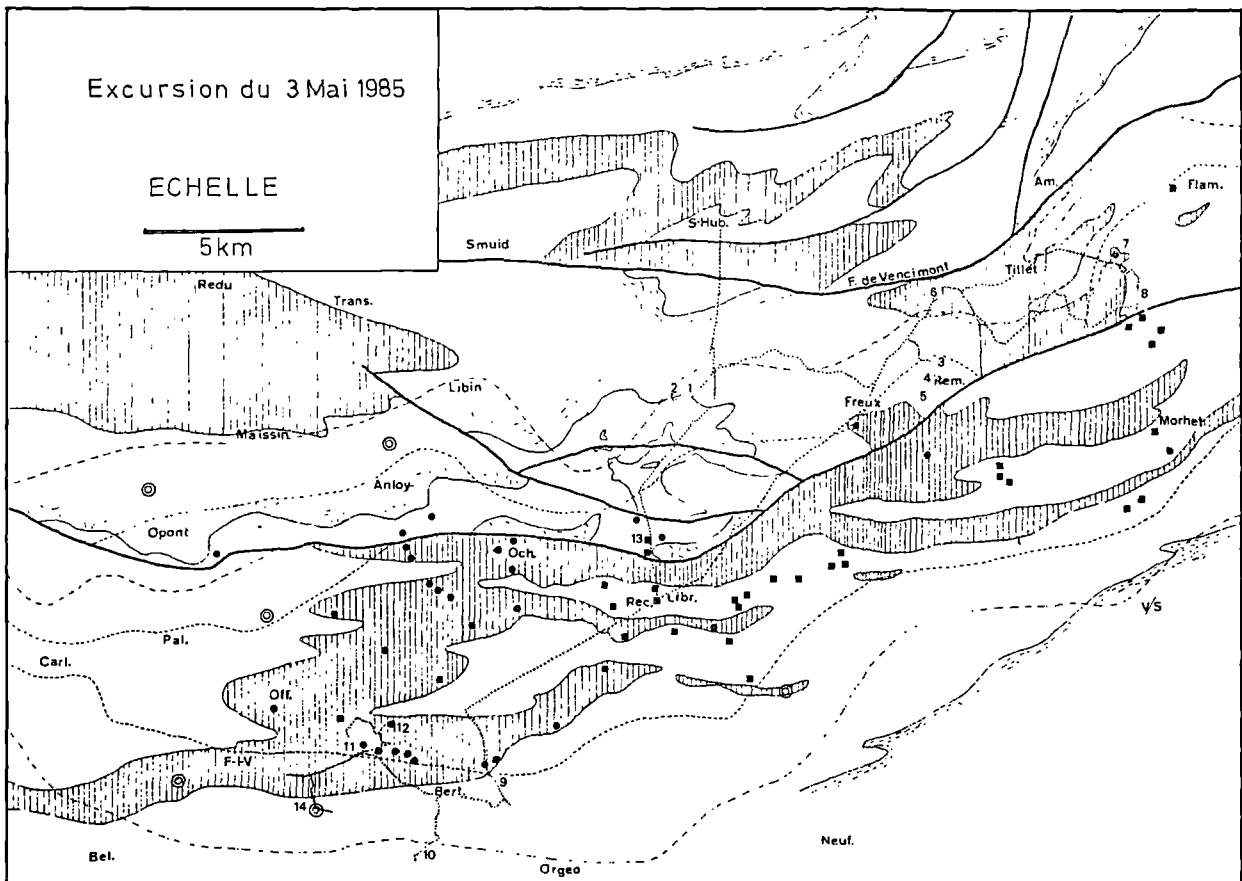 Excursion du 3 Mai 1985
ECHELLE
5km
Am.
Flam.
S-Hub.
Smuid
F. de Vencimont
Tillet
7
Redu
Trans.
6
8
Libin
2
1
3
4
Rem.
5
Freux
Maissin
Morhet
Anloy
Opont
13
Och.
Rec.
Libr.
V/S
Pal.
Carl.
Off.
12
11
F-I-V
9
Bert.
14
10
Bel.
Orgeo
Neuf.